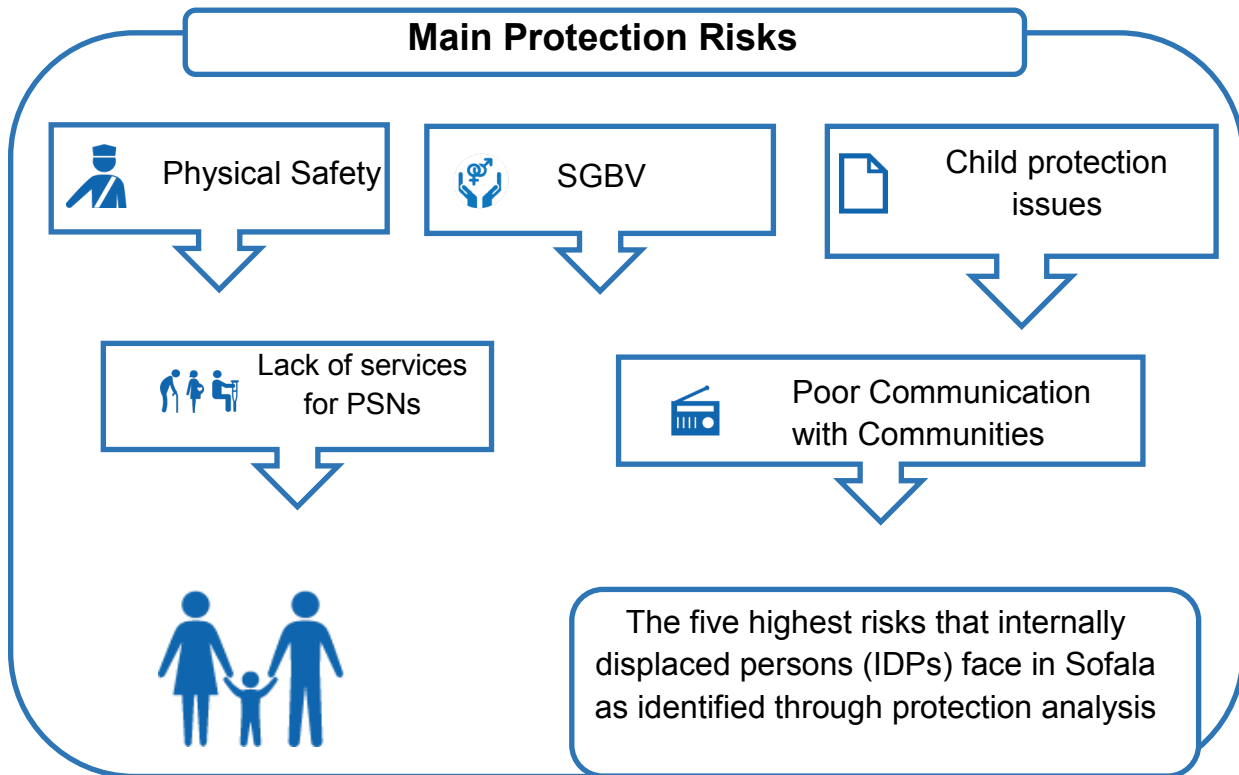 Main Protection Risks
Physical Safety
SGBV
Child protection
issues
Lack of services
for PSNs
Poor Communication
with Communities
The five highest risks that internally
displaced persons (IDPs) face in Sofala
as identified through protection analysis